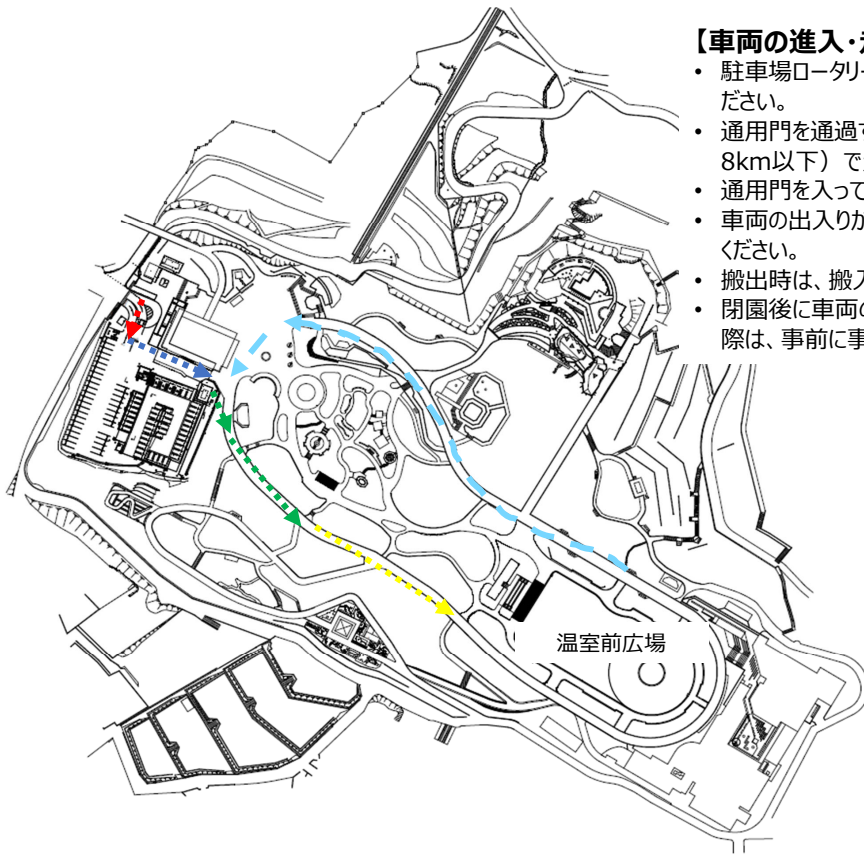 【車両の進入・
• 駐車場ロータリー
ださい。
• 通用門を通過す
8km以下）で
• 通用門を入って
• 車両の出入りが
ください。
• 搬出時は、搬入
• 閉園後に車両の
際は、事前に事
温室前広場